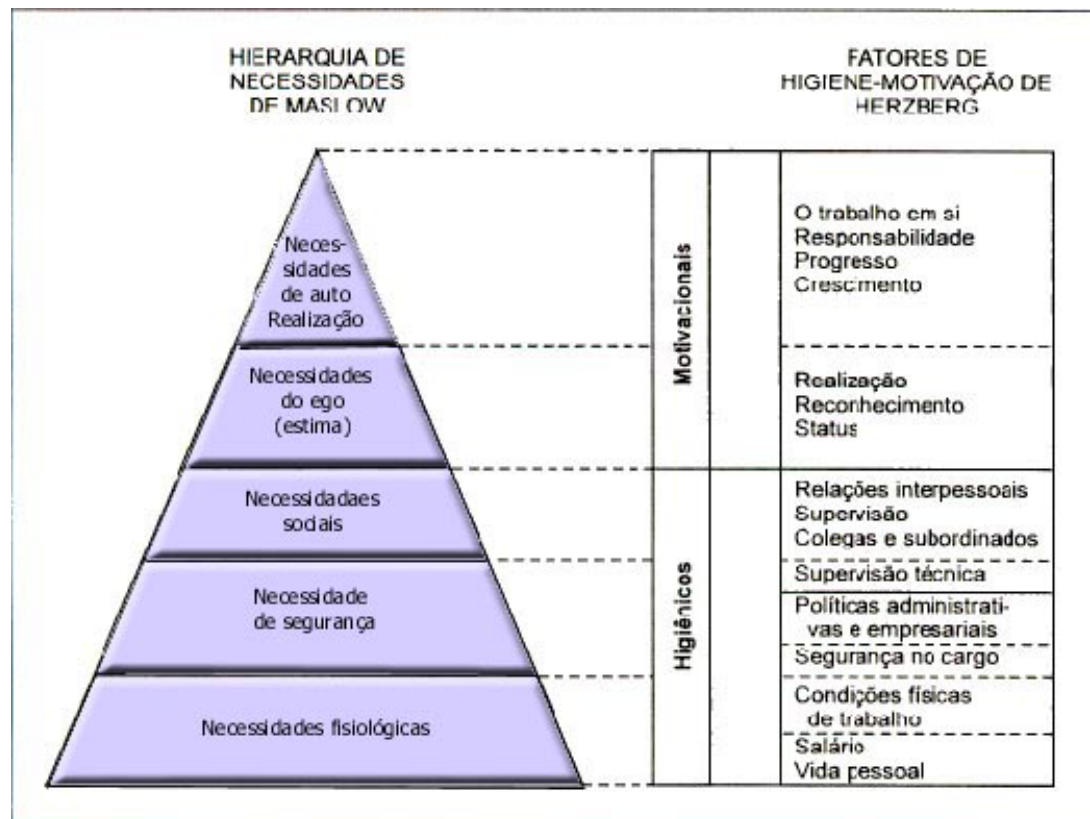 HIERARQUIA DE
NECESSIDADES
DE MASLOW
FATORES DE
HIGIENE-MOTIVAÇÃO DE
HERZBERG
Neces-
sidades
de auto
Realização
Necessidades
do ego
(estima)
Necessidadaes
sociais
Necessidade
de segurança
Necessidades fisiológicas
Motivacionais
Higiênicos
O trabalho em si
Responsabilidade
Progresso
Crescimento
Realização
Reconhecimento
Status
Relações interpessoais
Supervisão
Colegas e subordinados
Supervisão técnica
Políticas administrati-
vas e empresariais
Segurança no cargo
Condições físicas
de trabalho
Salário
Vida pessoal